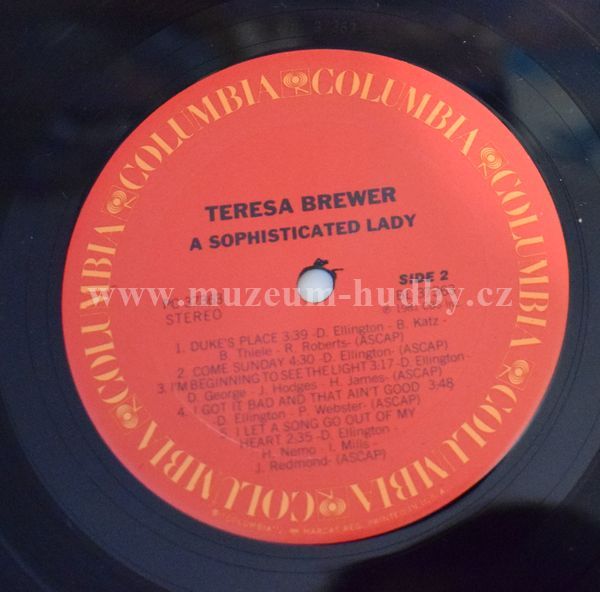 COLUMBIA COLUMBIA COLUMBIA COLUMBIA COLUMBIA COLUMBIA
TERESA BREWER
A SOPHISTICATED LADY
SIDE 2
www.muzeum-hudby.cz
STEREO
1. DUKE'S PLACE 3:39 -D. Ellington - B. Katz -
B. Thiele - R. Roberts- (ASCAP)
2. COME SUNDAY 4:30 -D. Ellington- (ASCAP)
3. I'M BEGINNING TO SEE THE LIGHT 3:17 -D. Ellington -
D. George - J. Hodges - H. James- (ASCAP)
4. I GOT IT BAD AND THAT AIN'T GOOD 3:48
-D. Ellington - P. Webster- (ASCAP)
5. I LET A SONG GO OUT OF MY
HEART 2:35 -D. Ellington -
H. Nemo - I. Mills -
J. Redmond- (ASCAP)